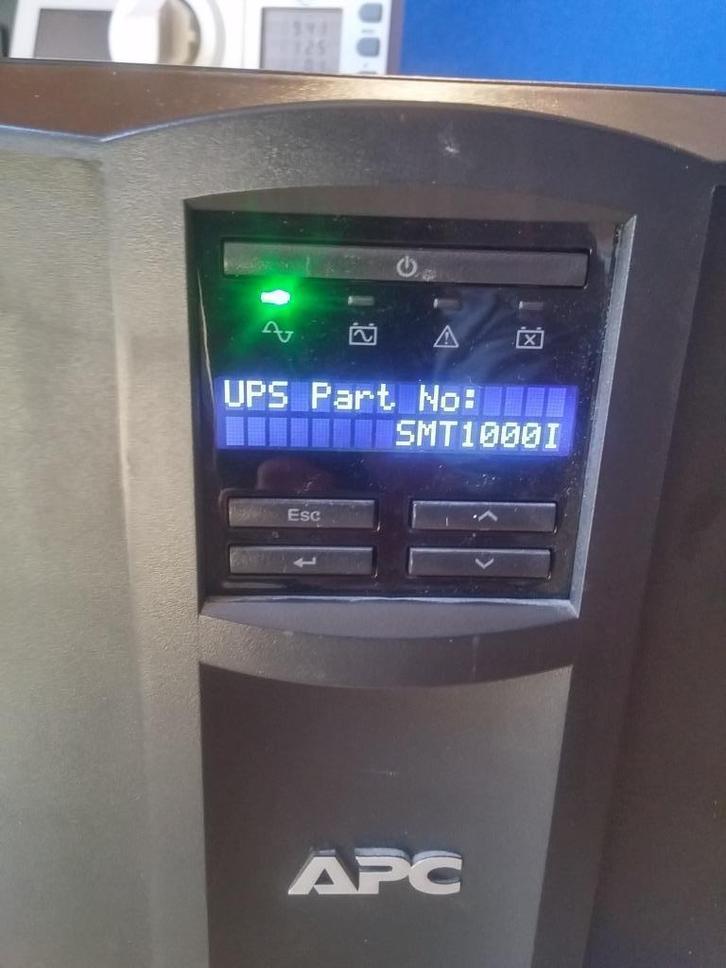 UPS Part No:
SMT1000I
Esc
APC